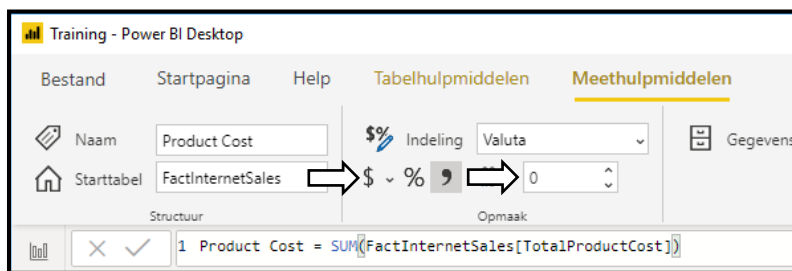 Training - Power BI Desktop
Bestand Startpagina Help Tabelhulpmiddelen Meethulpmiddelen
Naam Product Cost $% Indeling Valuta Gegevens
Starttabel FactInternetSales $ % , 0
Structuur Opmaak
1 Product Cost = SUM(FactInternetSales[TotalProductCost])